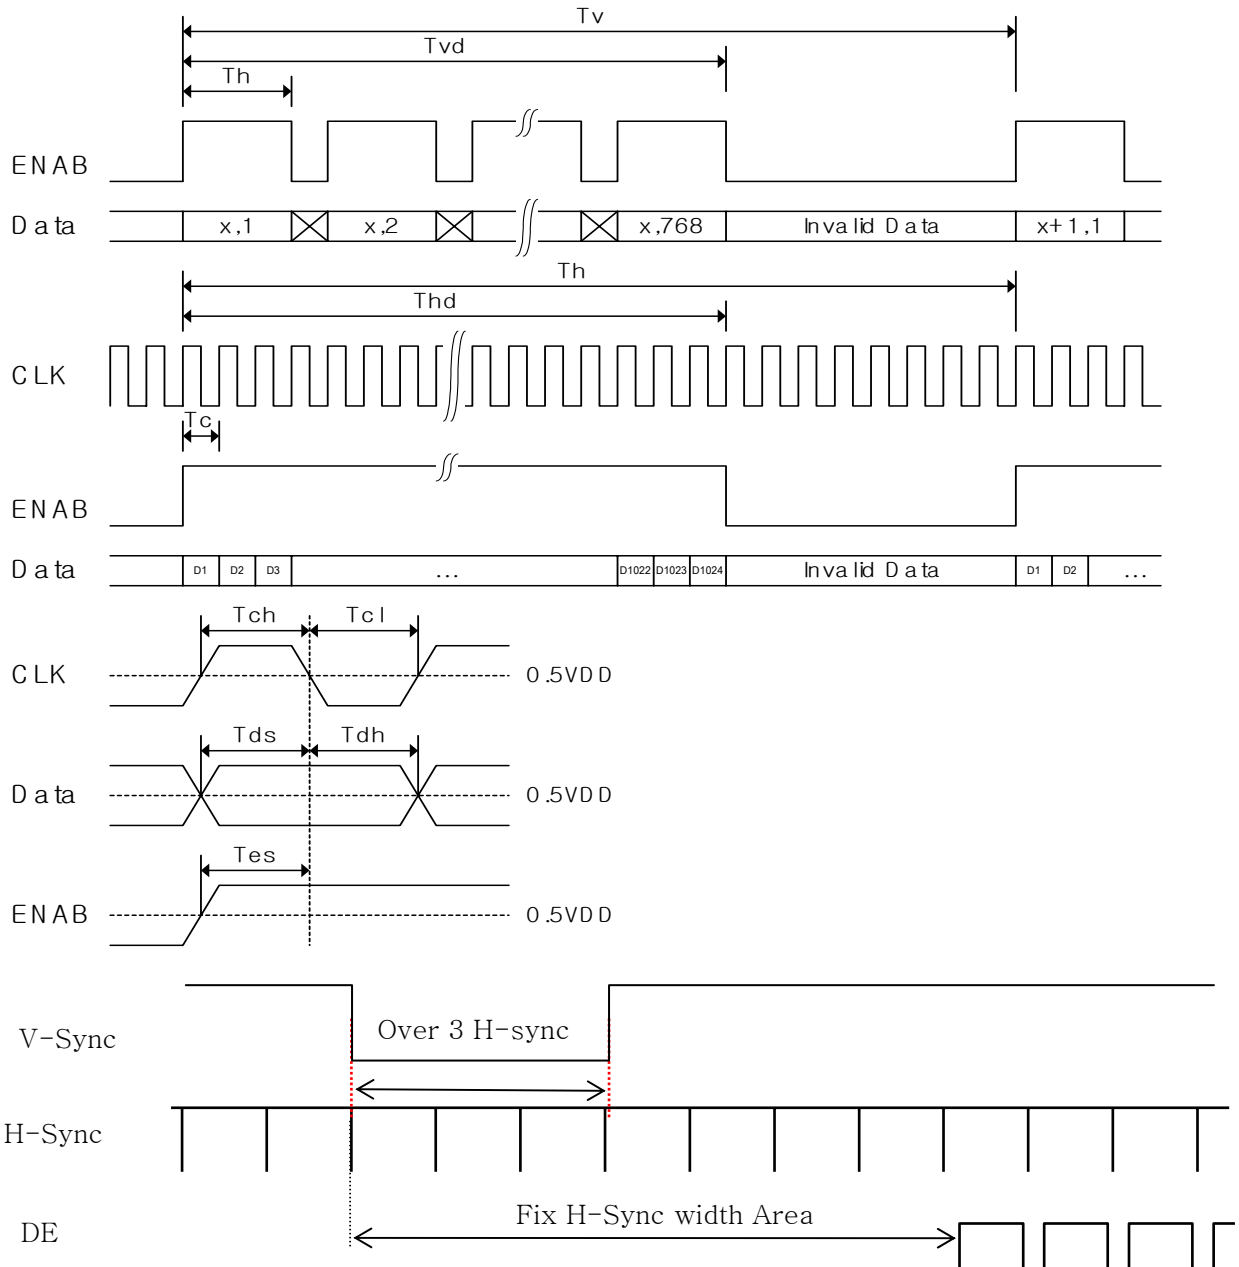 Tv
Tvd
Th
ENAB
Data x,1 x,2 x,768 Invalid Data x+1,1
Th
Thd
CLK
Tc
ENAB
Data D1 D2 D3 ... D1022 D1023 D1024 Invalid Data D1 D2 ...
Tch Tcl
CLK 0.5VDD
Tds Tdh
Data 0.5VDD
Tes
ENAB 0.5VDD
V-Sync Over 3 H-sync
H-Sync
Fix H-Sync width Area
DE